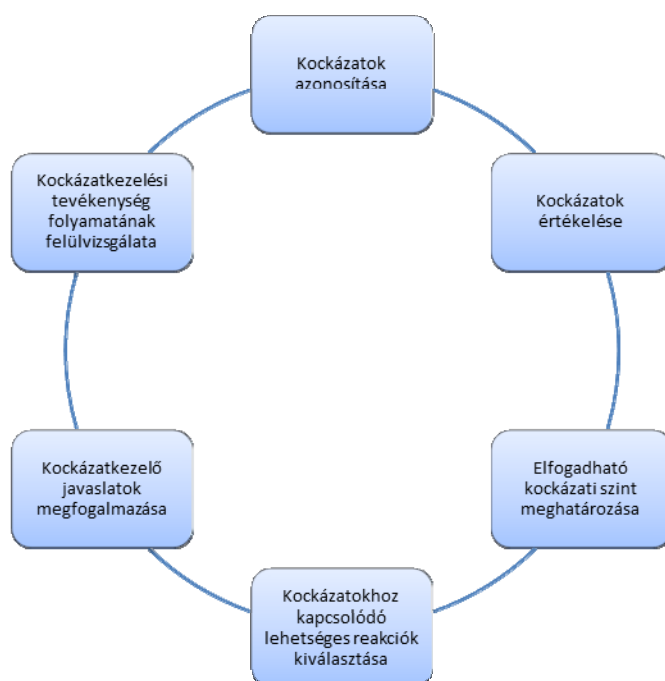 Kockázatok
azonosítása
Kockázatok
értékelése
Elfogadható
kockázati szint
meghatározása
Kockázatokhoz
kapcsolódó
lehetséges reakciók
kiválasztása
Kockázatkezelő
javaslatok
megfogalmazása
Kockázatkezelési
tevékenység
folyamatának
felülvizsgálata